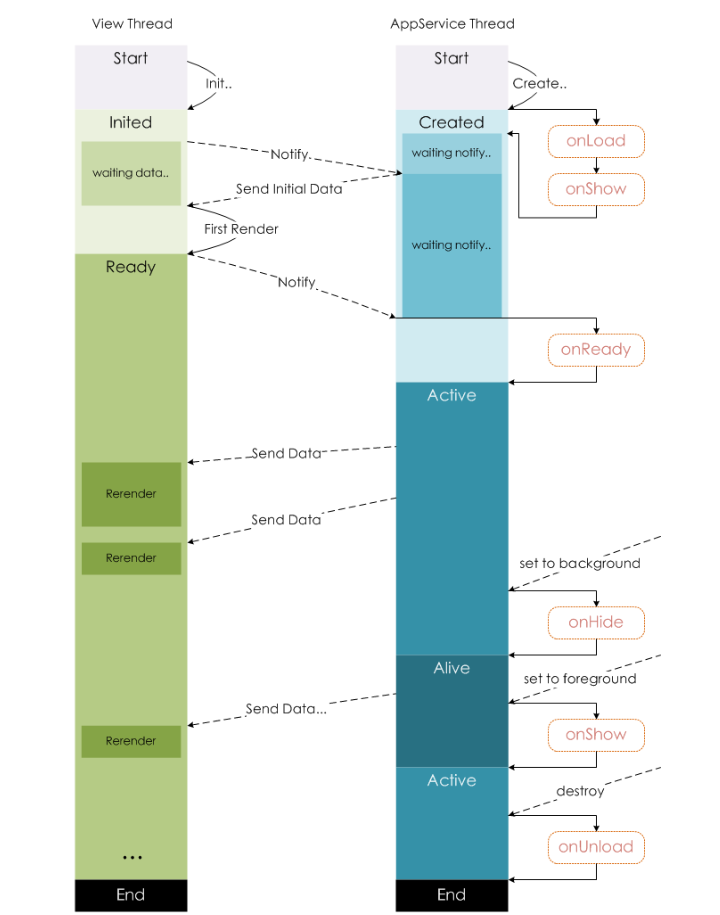 View Thread
AppService Thread
Start
Start
Init..
Create..
Inited
Created
onLoad
waiting data..
Notify
waiting notify..
Send Initial Data
onShow
First Render
waiting notify..
Ready
Notify
onReady
Active
Send Data
Rerender
Send Data
Rerender
set to background
onHide
Alive
set to foreground
Send Data...
onShow
Rerender
Active
destroy
onUnload
...
End
End